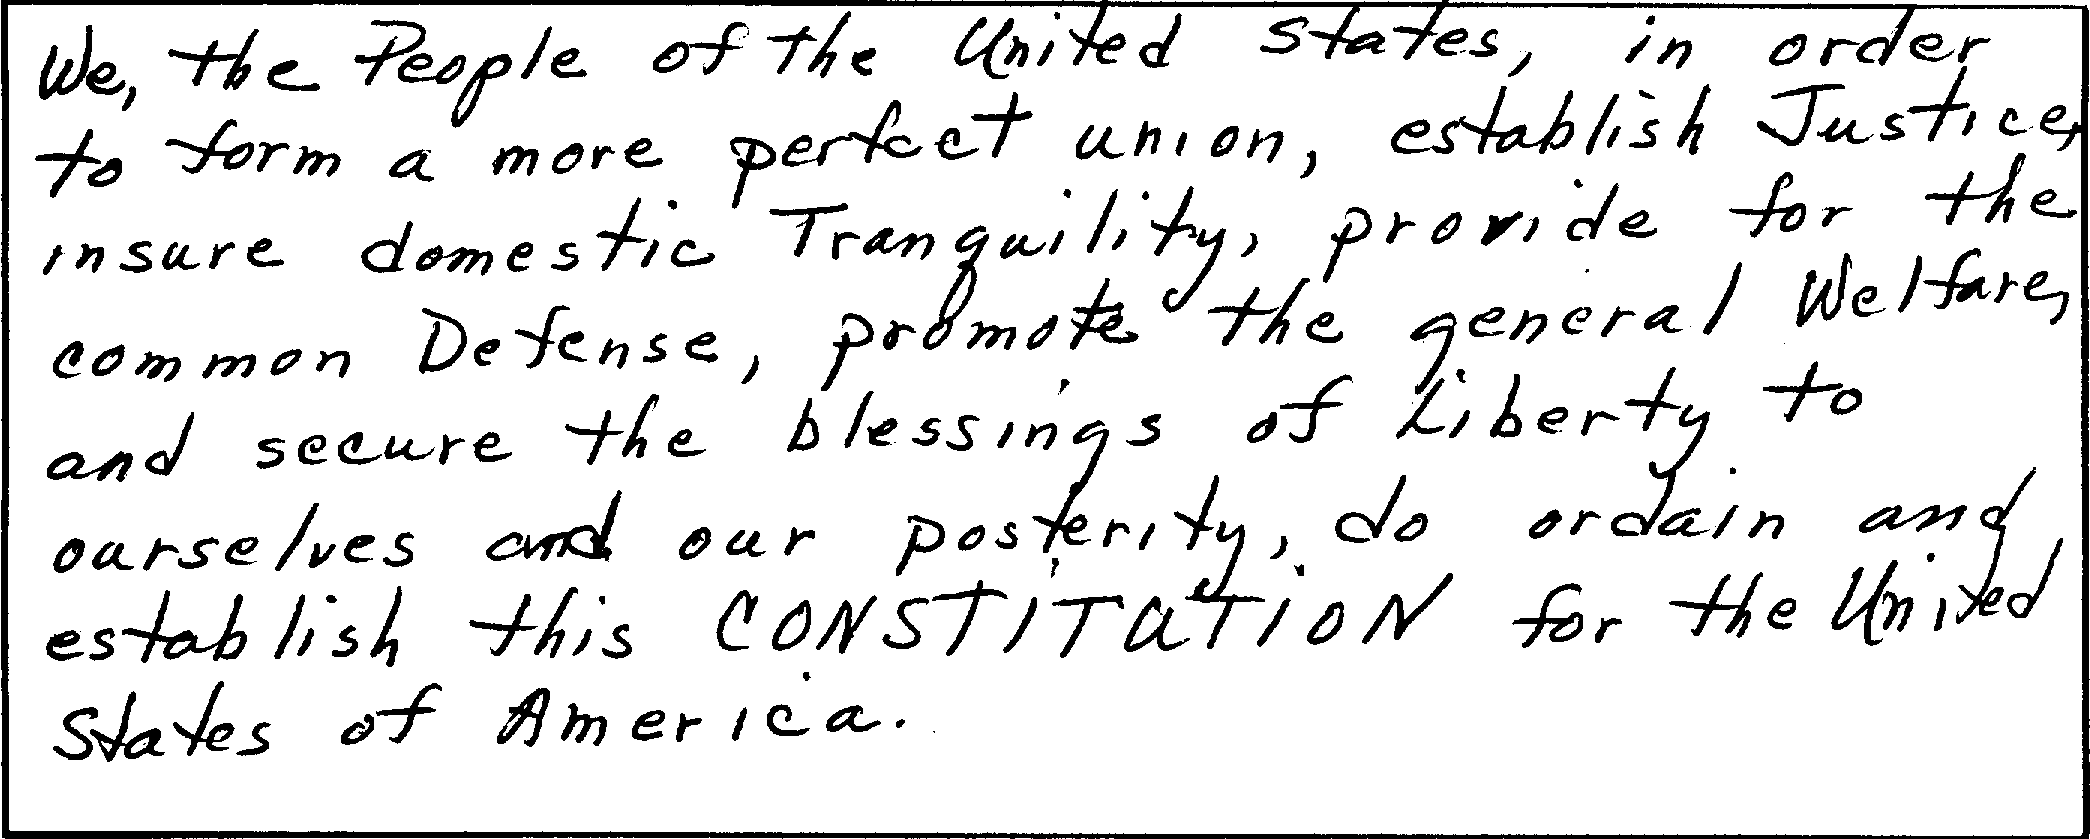 We, the People of the United States, in order
to form a more perfect union, establish Justice,
insure domestic Tranquility, provide for the
common Defense, promote the general Welfare,
and secure the blessings of Liberty to
ourselves and our posterity, do ordain and
establish this CONSTITUTION for the United
States of America.